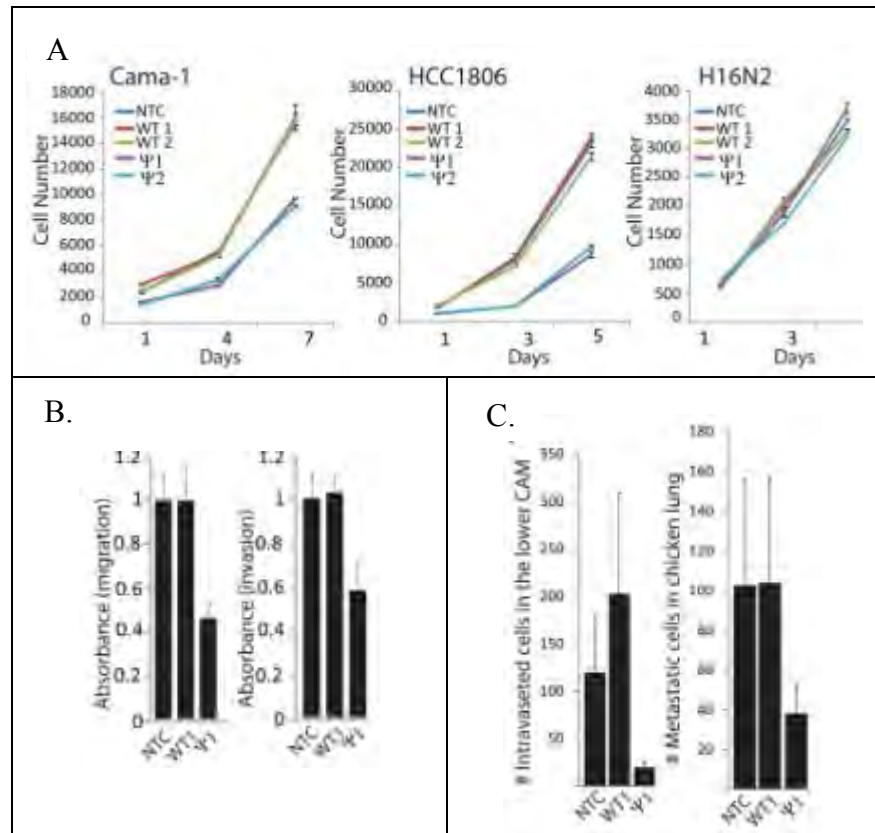 A
Cama-1
18000
16000
14000
12000
10000
8000
6000
4000
2000
0
Cell Number
NTC
WT 1
WT 2
Ψ1
Ψ2
1 4 7
Days
HCC1806
30000
25000
20000
15000
10000
5000
0
Cell Number
NTC
WT 1
WT 2
Ψ1
Ψ2
1 3 5
Days
H16N2
4000
3500
3000
2500
2000
1500
1000
500
0
Cell Number
NTC
WT 1
WT 2
Ψ1
Ψ2
1 3
Days
B.
1.2
1
0.8
0.6
0.4
0.2
0
Absorbance (migration)
NTC WT1 Ψ1
1.2
1
0.8
0.6
0.4
0.2
0
Absorbance (invasion)
NTC WT1 Ψ1
C.
350
300
250
200
150
100
50
# Intravaseted cells in the lower CAM
NTC WT1 Ψ1
180
160
140
120
100
80
60
40
20
# Metastatic cells in chicken lung
NTC WT1 Ψ1